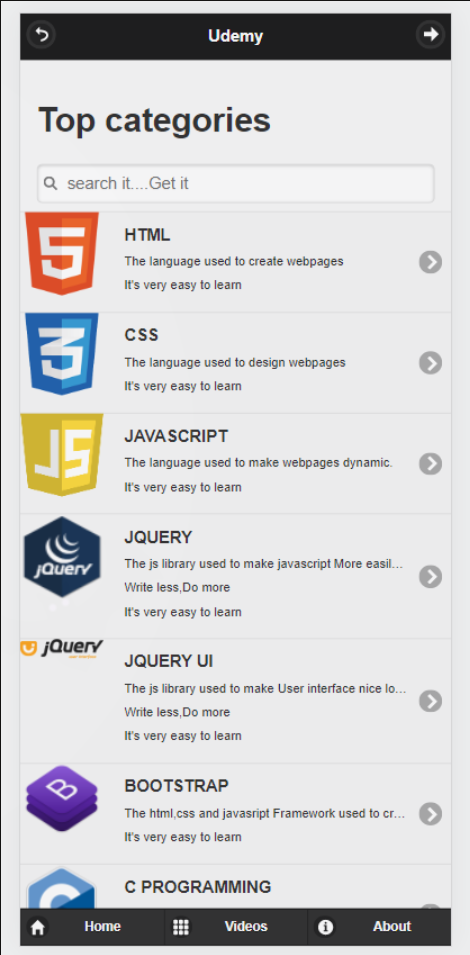 Udemy
Top categories
search it....Get it
5
HTML
The language used to create webpages
It's very easy to learn
3
CSS
The language used to design webpages
It's very easy to learn
JS
JAVASCRIPT
The language used to make webpages dynamic.
It's very easy to learn
jQuery
JQUERY
The js library used to make javascript More easil...
Write less,Do more
It's very easy to learn
jQuery
JQUERY UI
The js library used to make User interface nice lo...
Write less,Do more
It's very easy to learn
B
BOOTSTRAP
The html,css and javasript Framework used to cr...
It's very easy to learn
C
C PROGRAMMING
Home
Videos
About